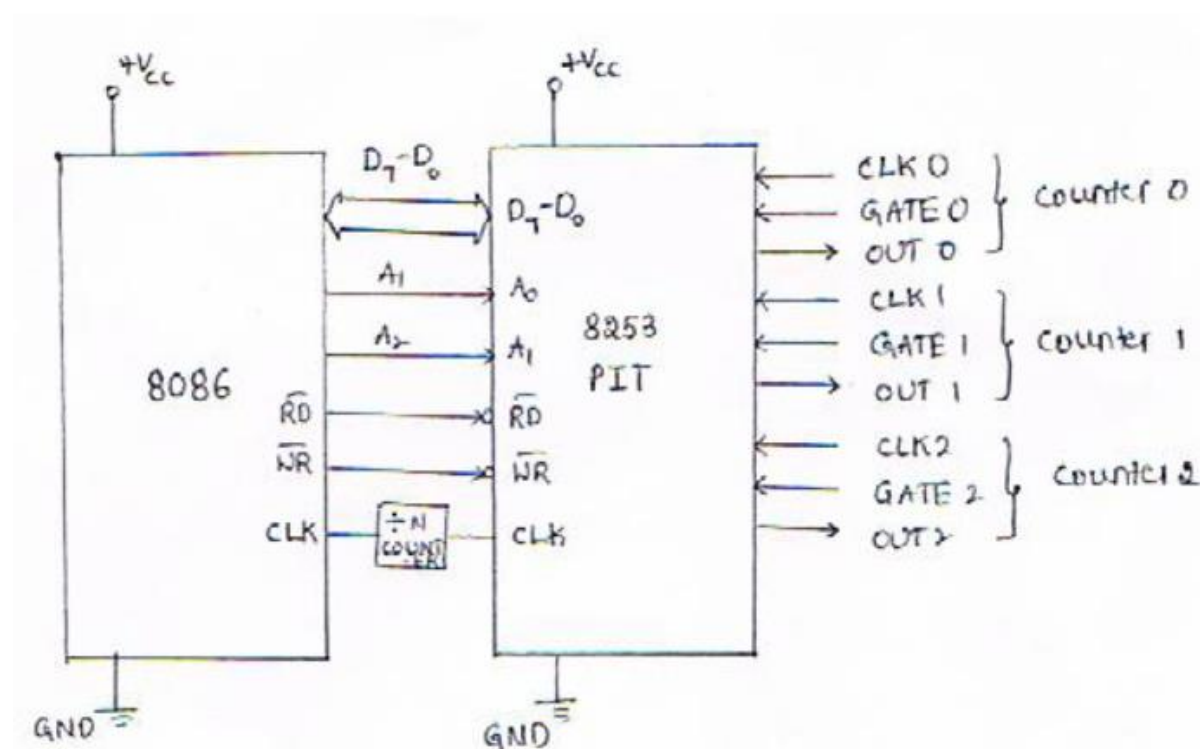 +Vcc
+Vcc
D7-D0
D7-D0
A1
A0
A2
A1
8086
8253
PIT
RD
RD
WR
WR
CLK
÷N
COUNT
-ER
CLK
GND
GND
CLK 0
GATE 0
OUT 0
Counter 0
CLK 1
GATE 1
OUT 1
Counter 1
CLK2
GATE 2
OUT 2
Counter 2